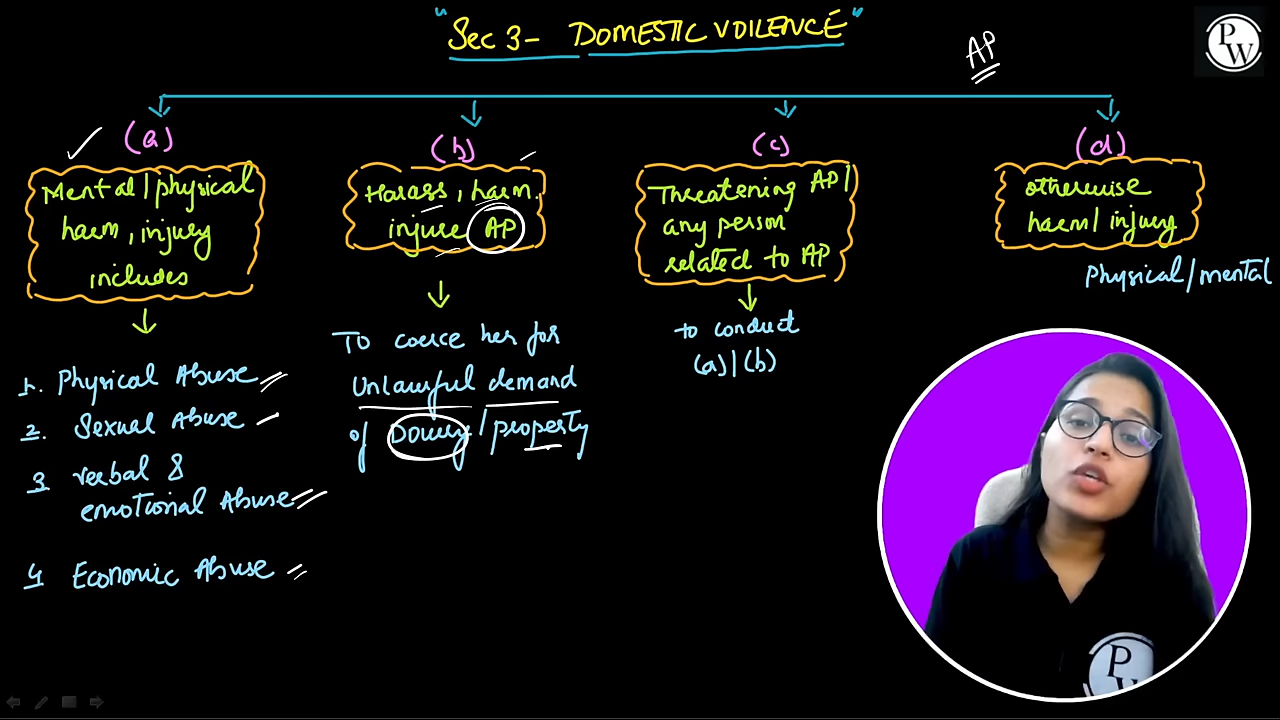 "Sec 3- DOMESTIC VOILENCE"
AP
PW
(a)
Mental/physical
harm, injury
includes
1. Physical Abuse
2. Sexual Abuse
3 verbal &
emotional Abuse
4 Economic Abuse
(b)
Harass, harm,
injure AP
To coerce her for
Unlawful demand
of Dowry/property
(c)
Threatening AP/
any person
related to AP
to conduct
(a)/(b)
(d)
otherwise
harm/injury
Physical/mental
PW